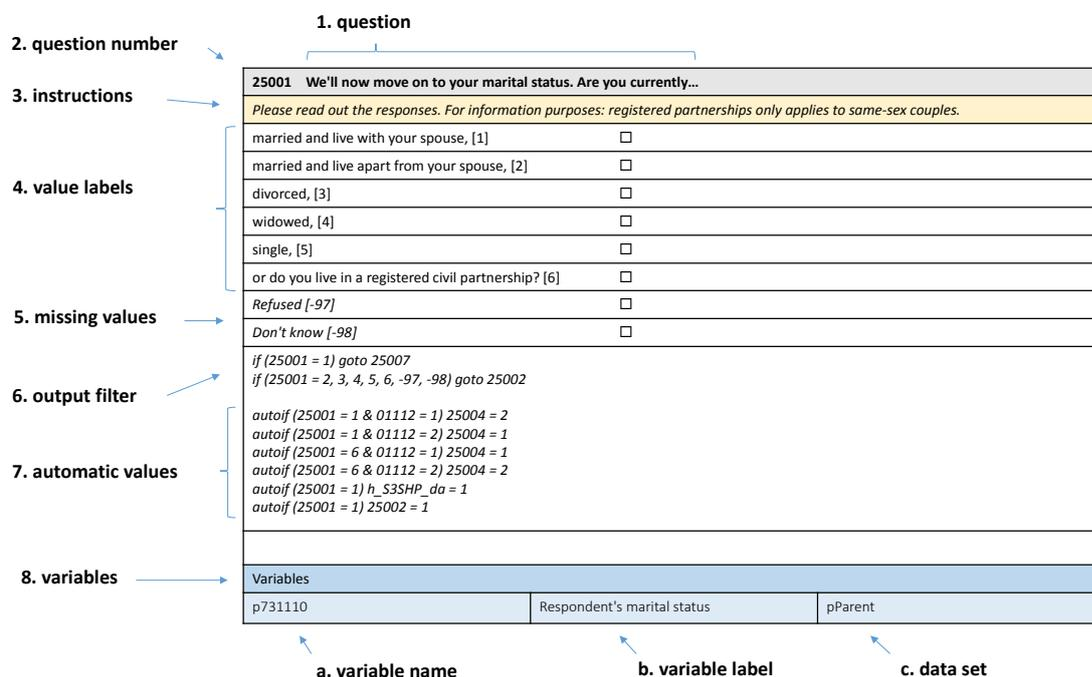 1. question
2. question number
25001 We'll now move on to your marital status. Are you currently…
3. instructions
Please read out the responses. For information purposes: registered partnerships only applies to same-sex couples.
married and live with your spouse, [1]
married and live apart from your spouse, [2]
4. value labels
divorced, [3]
widowed, [4]
single, [5]
or do you live in a registered civil partnership? [6]
Refused [-97]
5. missing values
Don't know [-98]
if (25001 = 1) goto 25007
if (25001 = 2, 3, 4, 5, 6, -97, -98) goto 25002
6. output filter
autoif (25001 = 1 & 01112 = 1) 25004 = 2
autoif (25001 = 1 & 01112 = 2) 25004 = 1
autoif (25001 = 6 & 01112 = 1) 25004 = 1
7. automatic values
autoif (25001 = 6 & 01112 = 2) 25004 = 2
autoif (25001 = 1) h_S3SHP_da = 1
autoif (25001 = 1) 25002 = 1
8. variables
Variables
p731110 Respondent's marital status pParent
a. variable name b. variable label c. data set